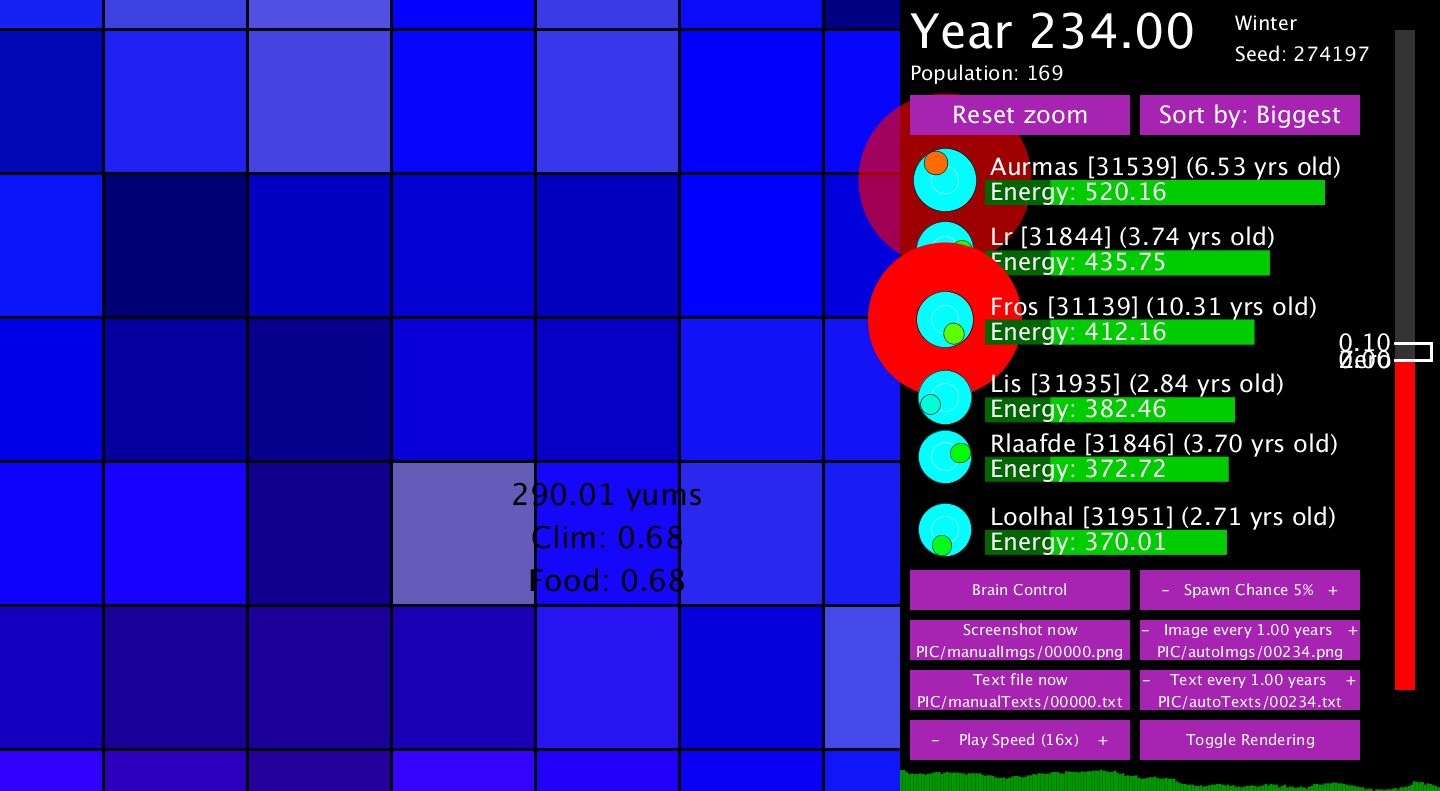 Year 234.00
Winter
Seed: 274197
Population: 169
Reset zoom
Sort by: Biggest
Aurmas [31539] (6.53 yrs old)
Energy: 520.16
Lr [31844] (3.74 yrs old)
Energy: 435.75
Fros [31139] (10.31 yrs old)
Energy: 412.16
0.10
Lis [31935] (2.84 yrs old)
Energy: 382.46
Rlaafde [31846] (3.70 yrs old)
Energy: 372.72
290.01 yums
Clim: 0.68
Food: 0.68
Loolhal [31951] (2.71 yrs old)
Energy: 370.01
Brain Control
- Spawn Chance 5% +
Screenshot now
PIC/manualImgs/00000.png
- Image every 1.00 years +
PIC/autoImgs/00234.png
Text file now
PIC/manualTexts/00000.txt
- Text every 1.00 years +
PIC/autoTexts/00234.txt
- Play Speed (16x) +
Toggle Rendering